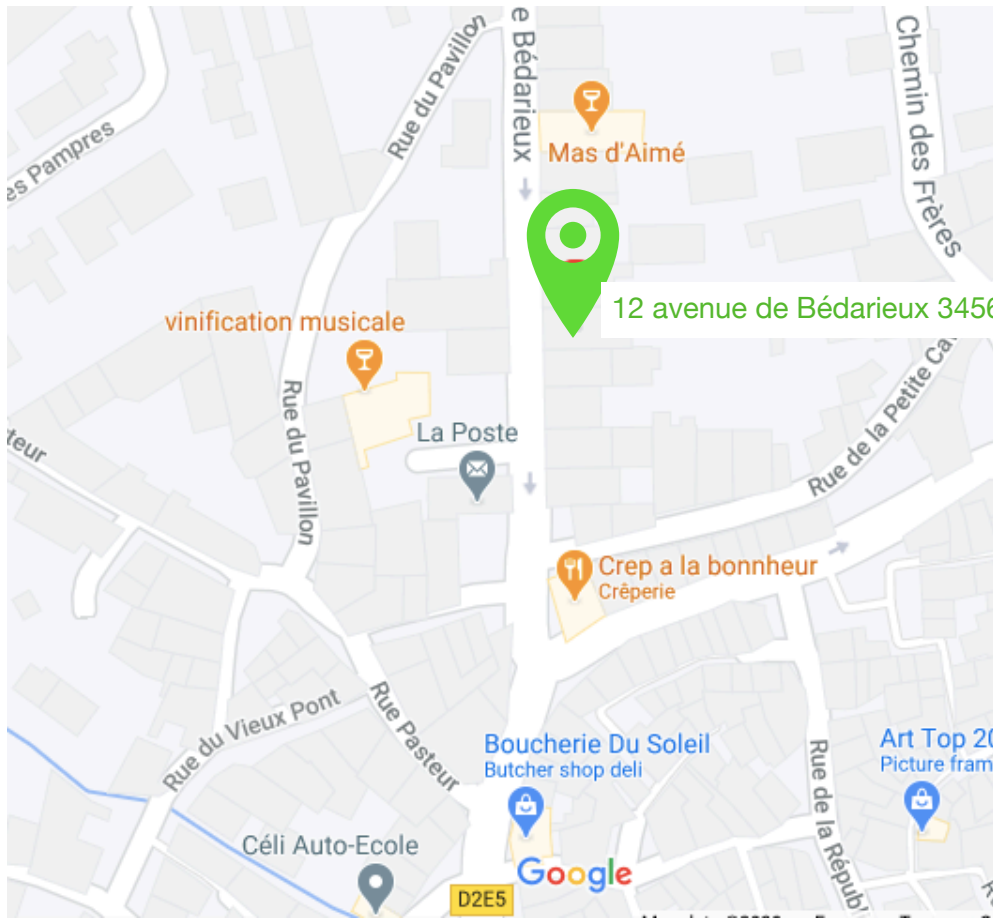 e Bédarieux
Chemin des Frères
Rue du Pavillon
Mas d'Aimé
es Pampres
12 avenue de Bédarieux 3456
vinification musicale
Rue de la Petite Ca
Rue du Pavillon
La Poste
teur
Crep a la bonnheur
Crêperie
Rue du Vieux Pont
Rue Pasteur
Boucherie Du Soleil
Butcher shop deli
Rue de la Républ
Art Top 20
Picture fram
Céli Auto-Ecole
Google
D2E5